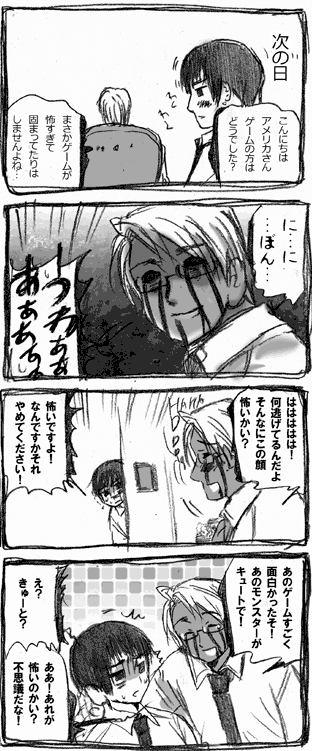 次の日
こんにちは
アメリカさん
ゲームの方は
どうでした？
まさかゲームが
怖すぎて
固まってたりは
しませんよね…
に…に
…ぽん…
はははははは！
何逃げてるんだよ
そんなにこの顔
怖いかい？
怖いですよ！
なんですかそれ
やめてください！
あのゲームすごく
面白かったぞ！
あのモンスターが
キュートで！
え？
きゅーと？
ああ！あれが
怖いのかい？
不思議だな！